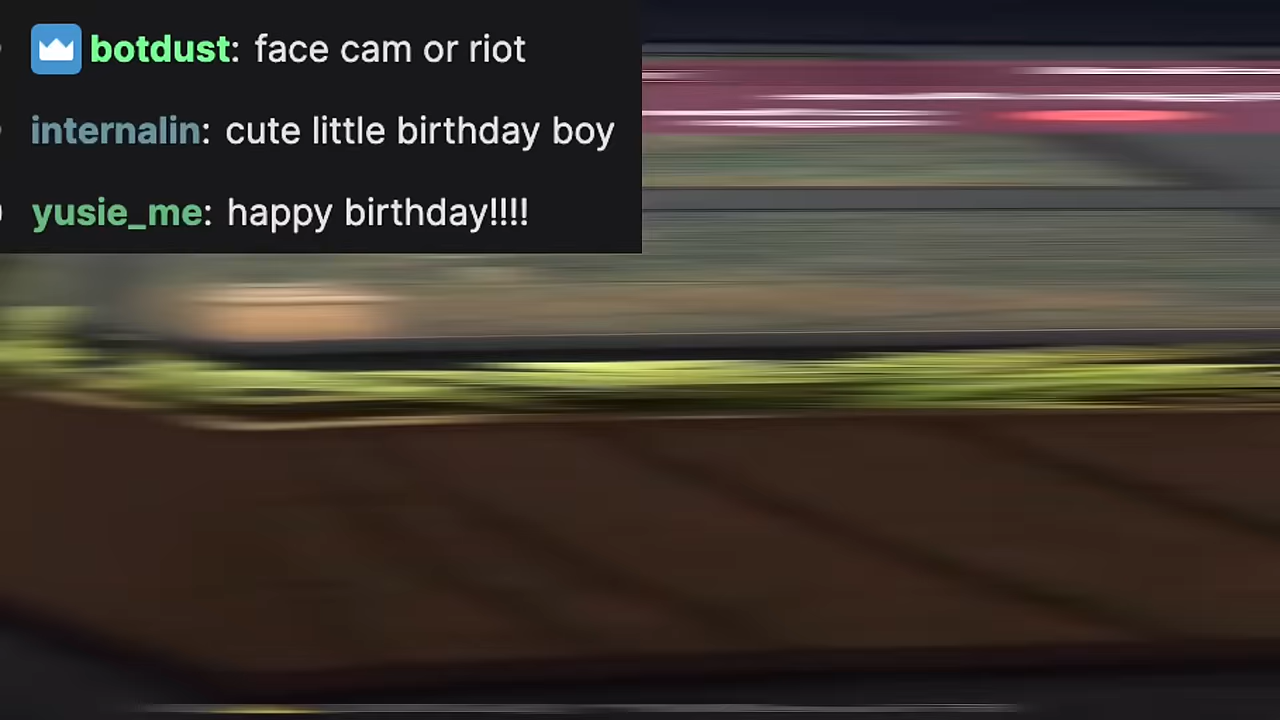 botdust: face cam or riot
internalin: cute little birthday boy
yusie_me: happy birthday!!!!